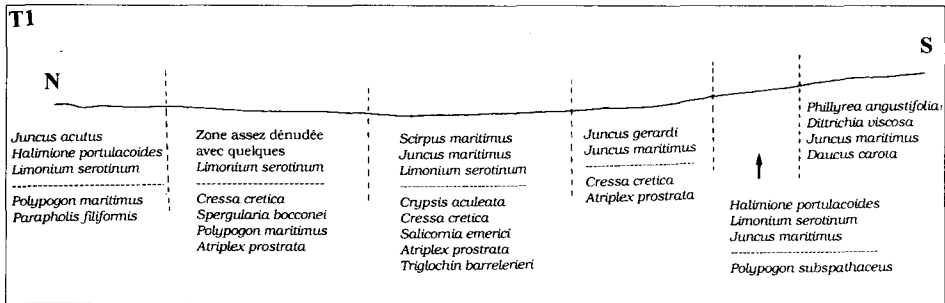 T1
N
S
Juncus acutus
Halimione portulacoides
Limonium serotinum
Polypogon maritimus
Parapholis filiformis
Zone assez dénudée
avec quelques
Limonium serotinum
Cressa cretica
Spergularia bocconei
Polypogon maritimus
Atriplex prostrata
Scirpus maritimus
Juncus maritimus
Limonium serotinum
Crypsis aculeata
Cressa cretica
Salicornia emerici
Atriplex prostrata
Triglochin barrelerieri
Juncus gerardi
Juncus maritimus
Cressa cretica
Atriplex prostrata
Halimione portulacoides
Limonium serotinum
Juncus maritimus
Polypogon subspathaceus
Phillyrea angustifolia
Dittrichia viscosa
Juncus maritimus
Daucus carota